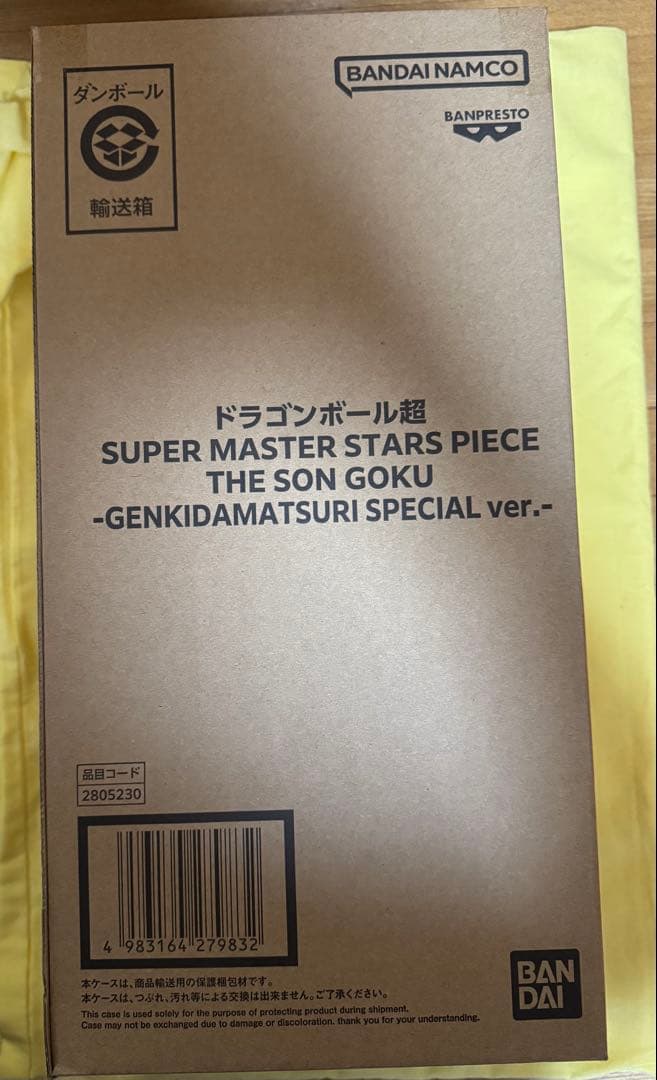 ダンボール
輸送箱
BANDAI NAMCO
BANPRESTO
ドラゴンボール超
SUPER MASTER STARS PIECE
THE SON GOKU
-GENKIDAMATSURI SPECIAL ver.-
品目コード
2805230
4 983164 279832
本ケースは、商品輸送用の保護梱包材です。
本ケースは、つぶれ、汚れ等による交換は出来ません。ご了承ください。
This case is used solely for the purpose of protecting product during shipment.
Case may not be exchanged due to damage or discoloration. thank you for your understanding.
BAN
DAI